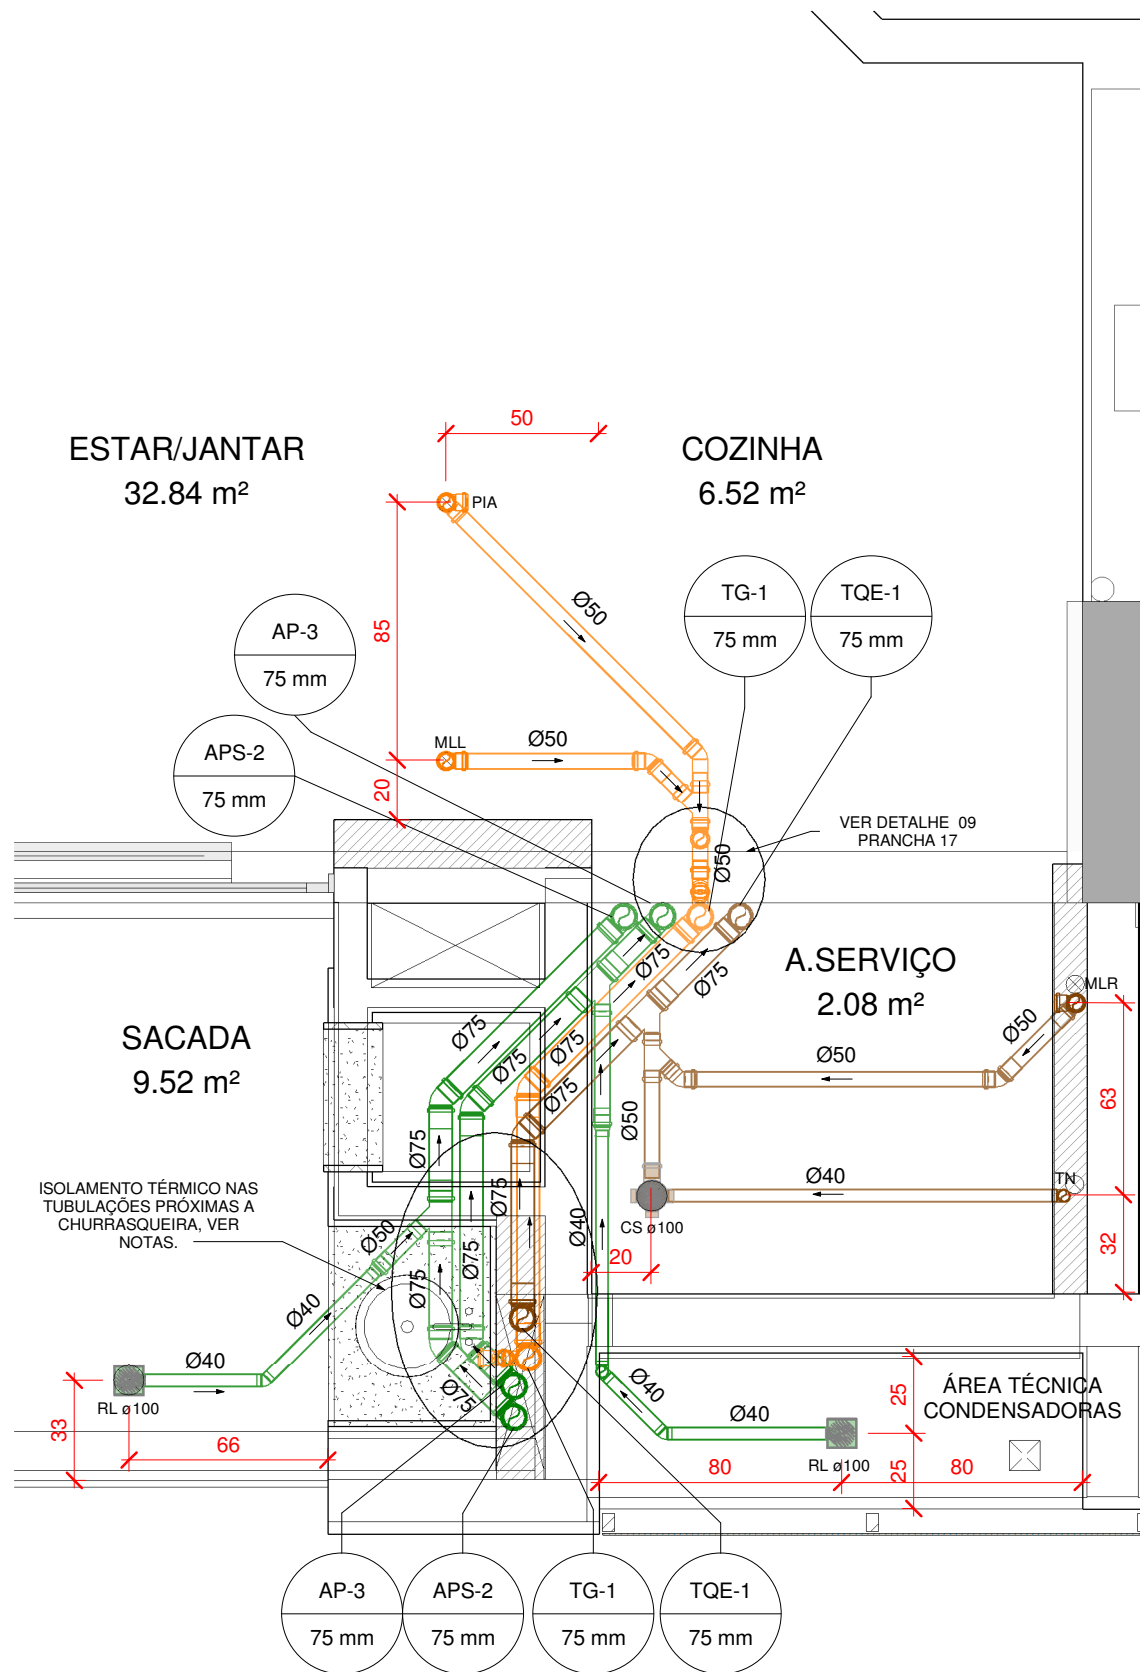 50
ESTAR/JANTAR
32.84 m²
COZINHA
6.52 m²
PIA
Ø50
TG-1
75 mm
TQE-1
75 mm
AP-3
75 mm
85
MLL
Ø50
APS-2
75 mm
20
VER DETALHE 09
PRANCHA 17
Ø50
Ø75
Ø75
A.SERVIÇO
2.08 m²
MLR
Ø50
SACADA
9.52 m²
Ø75
Ø75
Ø75
Ø75
Ø50
Ø50
63
Ø75
Ø75
Ø75
Ø75
Ø40
TN
ISOLAMENTO TÉRMICO NAS
TUBULAÇÕES PRÓXIMAS A
CHURRASQUEIRA, VER
NOTAS.
Ø50
Ø40
CS ø100
20
32
Ø40
Ø40
RL ø100
33
66
Ø75
Ø40
Ø40
RL ø100
25
25
ÁREA TÉCNICA
CONDENSADORAS
80
80
AP-3
75 mm
APS-2
75 mm
TG-1
75 mm
TQE-1
75 mm